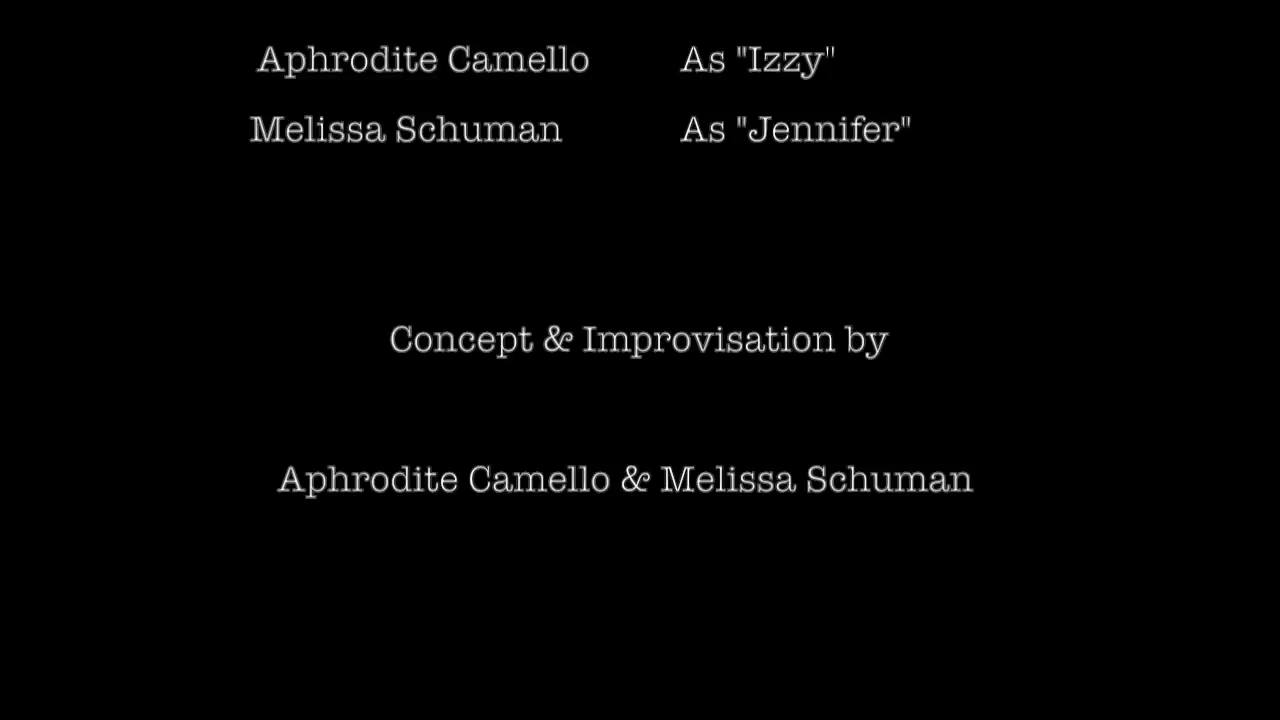 Aphrodite Camello As "Izzy"
Melissa Schuman As "Jennifer"
Concept & Improvisation by
Aphrodite Camello & Melissa Schuman